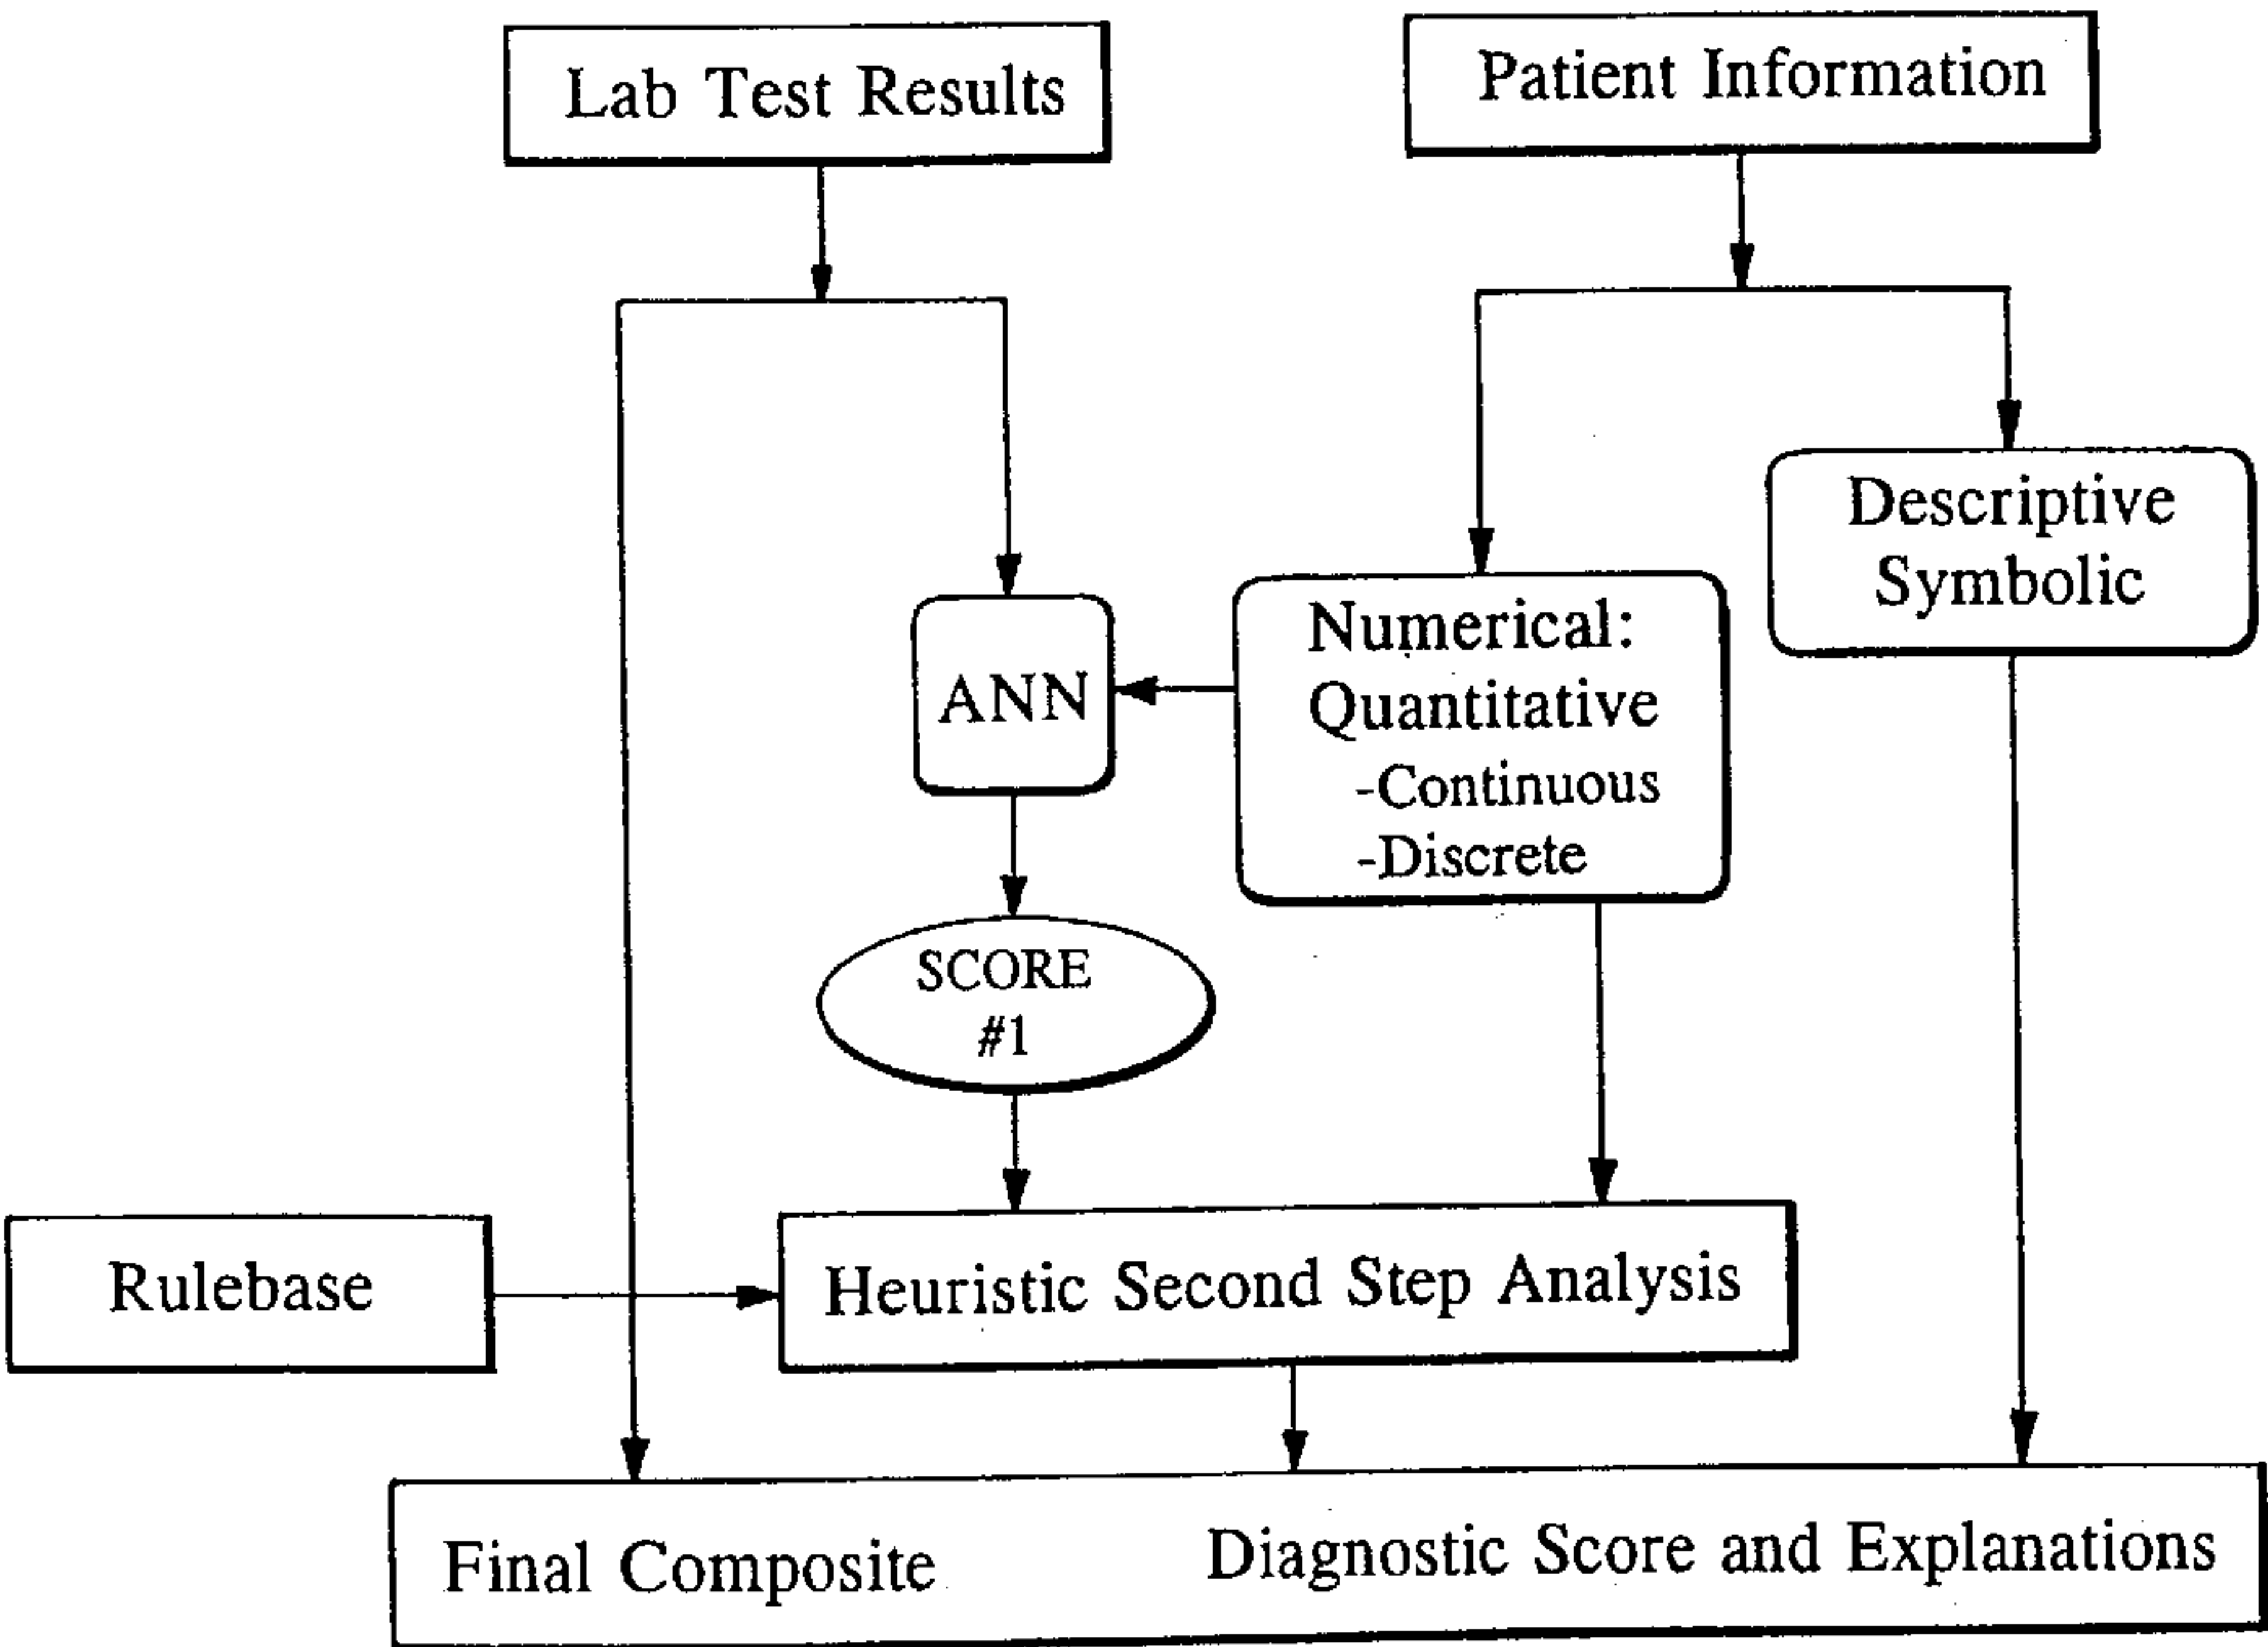 Lab Test Results
Patient Information
Descriptive
Symbolic
Numerical:
Quantitative
-Continuous
-Discrete
ANN
SCORE
#1
Rulebase
Heuristic Second Step Analysis
Final Composite
Diagnostic Score and Explanations